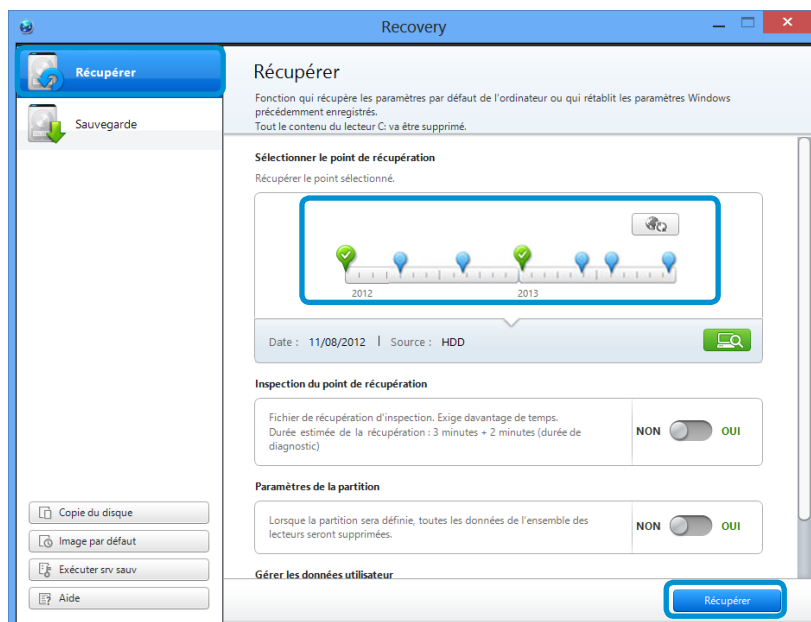 Recovery
Récupérer
Sauvegarde
Copie du disque
Image par défaut
Exécuter srv sauv
Aide
Récupérer
Fonction qui récupère les paramètres par défaut de l'ordinateur ou qui rétablit les paramètres Windows
précédemment enregistrés.
Tout le contenu du lecteur C: va être supprimé.
Sélectionner le point de récupération
Récupérer le point sélectionné.
2012 2013
Date : 11/08/2012 | Source : HDD
Inspection du point de récupération
Fichier de récupération d'inspection. Exige davantage de temps.
Durée estimée de la récupération : 3 minutes + 2 minutes (durée de
diagnostic)
NON OUI
Paramètres de la partition
Lorsque la partition sera définie, toutes les données de l'ensemble des
lecteurs seront supprimées.
NON OUI
Gérer les données utilisateur
Récupérer